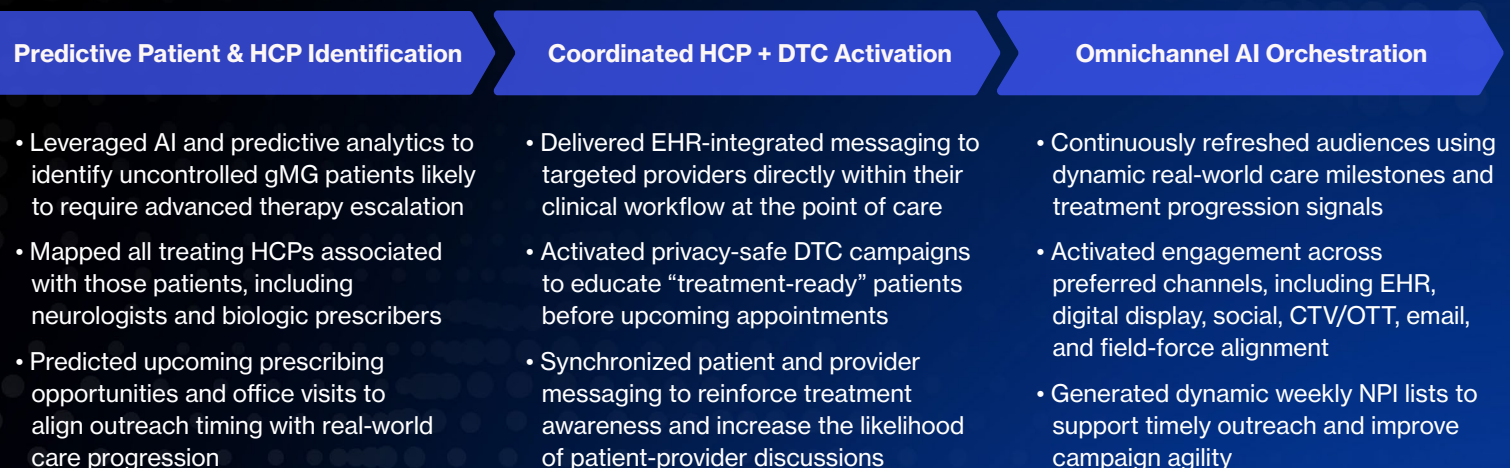 Predictive Patient & HCP Identification
• Leveraged AI and predictive analytics to
identify uncontrolled gMG patients likely
to require advanced therapy escalation
• Mapped all treating HCPs associated
with those patients, including
neurologists and biologic prescribers
• Predicted upcoming prescribing
opportunities and office visits to
align outreach timing with real-world
care progression
Coordinated HCP + DTC Activation
• Delivered EHR-integrated messaging to
targeted providers directly within their
clinical workflow at the point of care
• Activated privacy-safe DTC campaigns
to educate “treatment-ready” patients
before upcoming appointments
• Synchronized patient and provider
messaging to reinforce treatment
awareness and increase the likelihood
of patient-provider discussions
Omnichannel AI Orchestration
• Continuously refreshed audiences using
dynamic real-world care milestones and
treatment progression signals
• Activated engagement across
preferred channels, including EHR,
digital display, social, CTV/OTT, email,
and field-force alignment
• Generated dynamic weekly NPI lists to
support timely outreach and improve
campaign agility